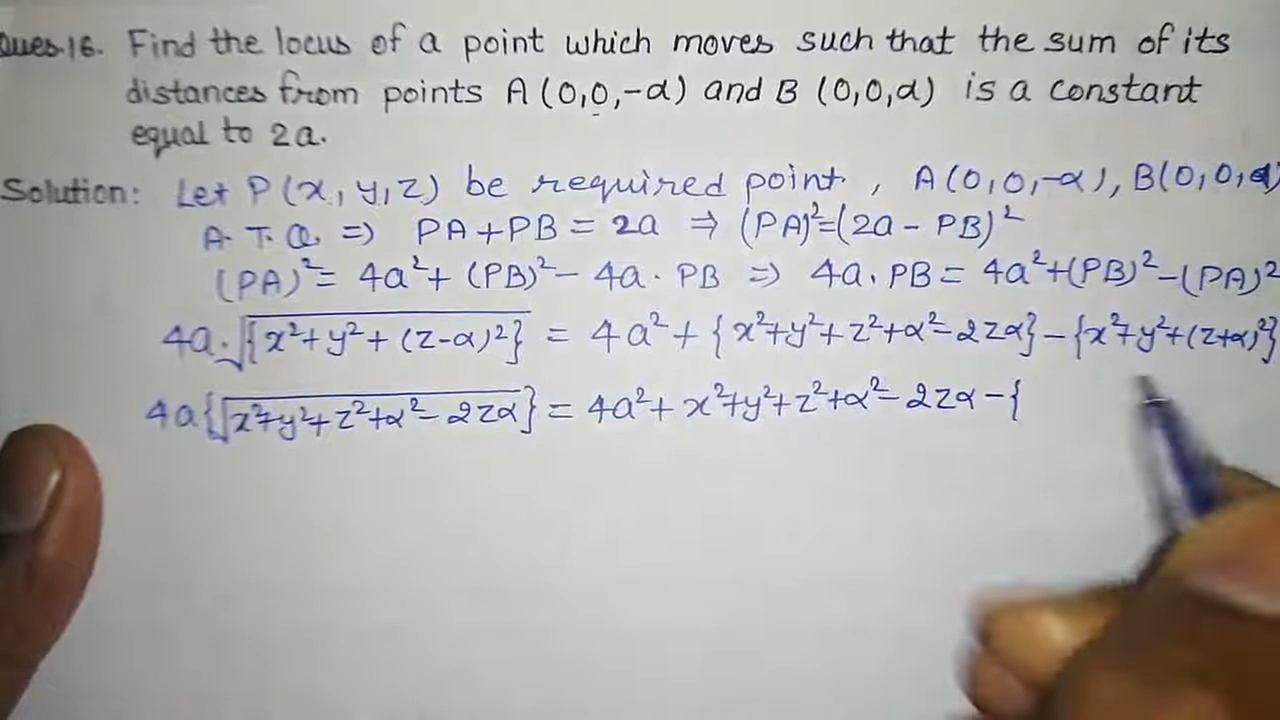 Ques.16. Find the locus of a point which moves such that the sum of its
distances from points A (0,0,-α) and B (0,0,α) is a constant
equal to 2a.
Solution: Let P(x, y, z) be required point, A(0,0,-α), B(0,0,α)
A.T.Q. => PA+PB = 2a ⇒ (PA)²=(2a - PB)²
(PA)²= 4a²+ (PB)²- 4a. PB => 4a. PB= 4a²+(PB)²-(PA)²
4a.√{x²+y²+(z-α)²} = 4a²+{x²+y²+z²+α²-2zα}-{x²+y²+(z+α)²}
4a{√x²+y²+z²+α²-2zα} = 4a²+x²+y²+z²+α²-2zα-{